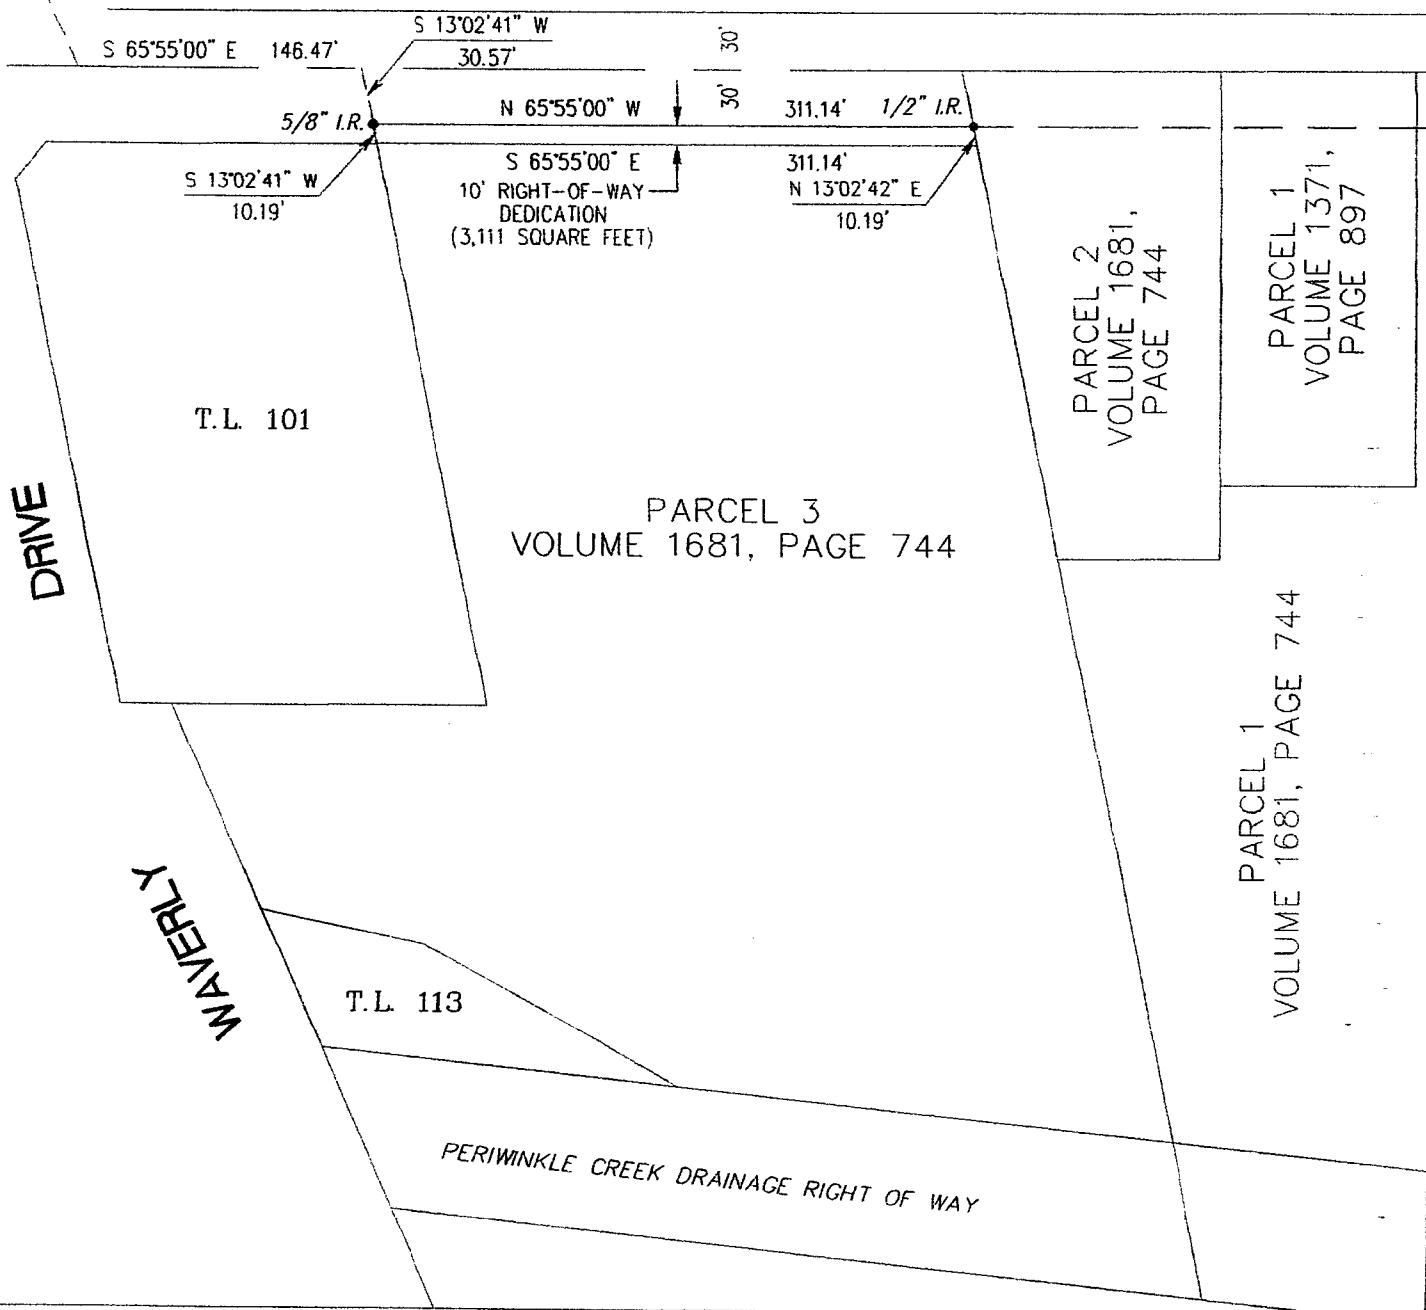 S 13°02'41" W
30.57'
S 65°55'00" E 146.47'
30'
30'
5/8" I.R.
N 65°55'00" W 311.14'
1/2" I.R.
S 65°55'00" E 311.14'
S 13°02'41" W
10.19'
10' RIGHT-OF-WAY
DEDICATION
(3,111 SQUARE FEET)
N 13°02'42" E
10.19'
PARCEL 2
VOLUME 1681,
PAGE 744
PARCEL 1
VOLUME 1371,
PAGE 897
T.L. 101
PARCEL 3
VOLUME 1681, PAGE 744
DRIVE
PARCEL 1
VOLUME 1681, PAGE 744
WAVERLY
T.L. 113
PERIWINKLE CREEK DRAINAGE RIGHT OF WAY